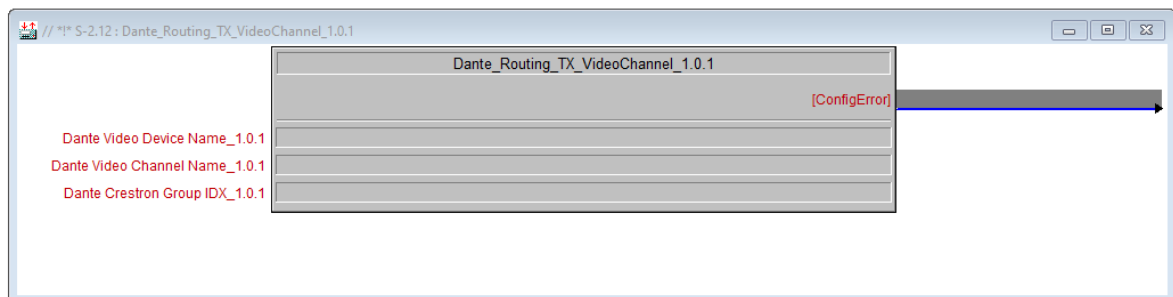 // *!* S-2.12 : Dante_Routing_TX_VideoChannel_1.0.1
Dante_Routing_TX_VideoChannel_1.0.1
[ConfigError]
Dante Video Device Name_1.0.1
Dante Video Channel Name_1.0.1
Dante Crestron Group IDX_1.0.1